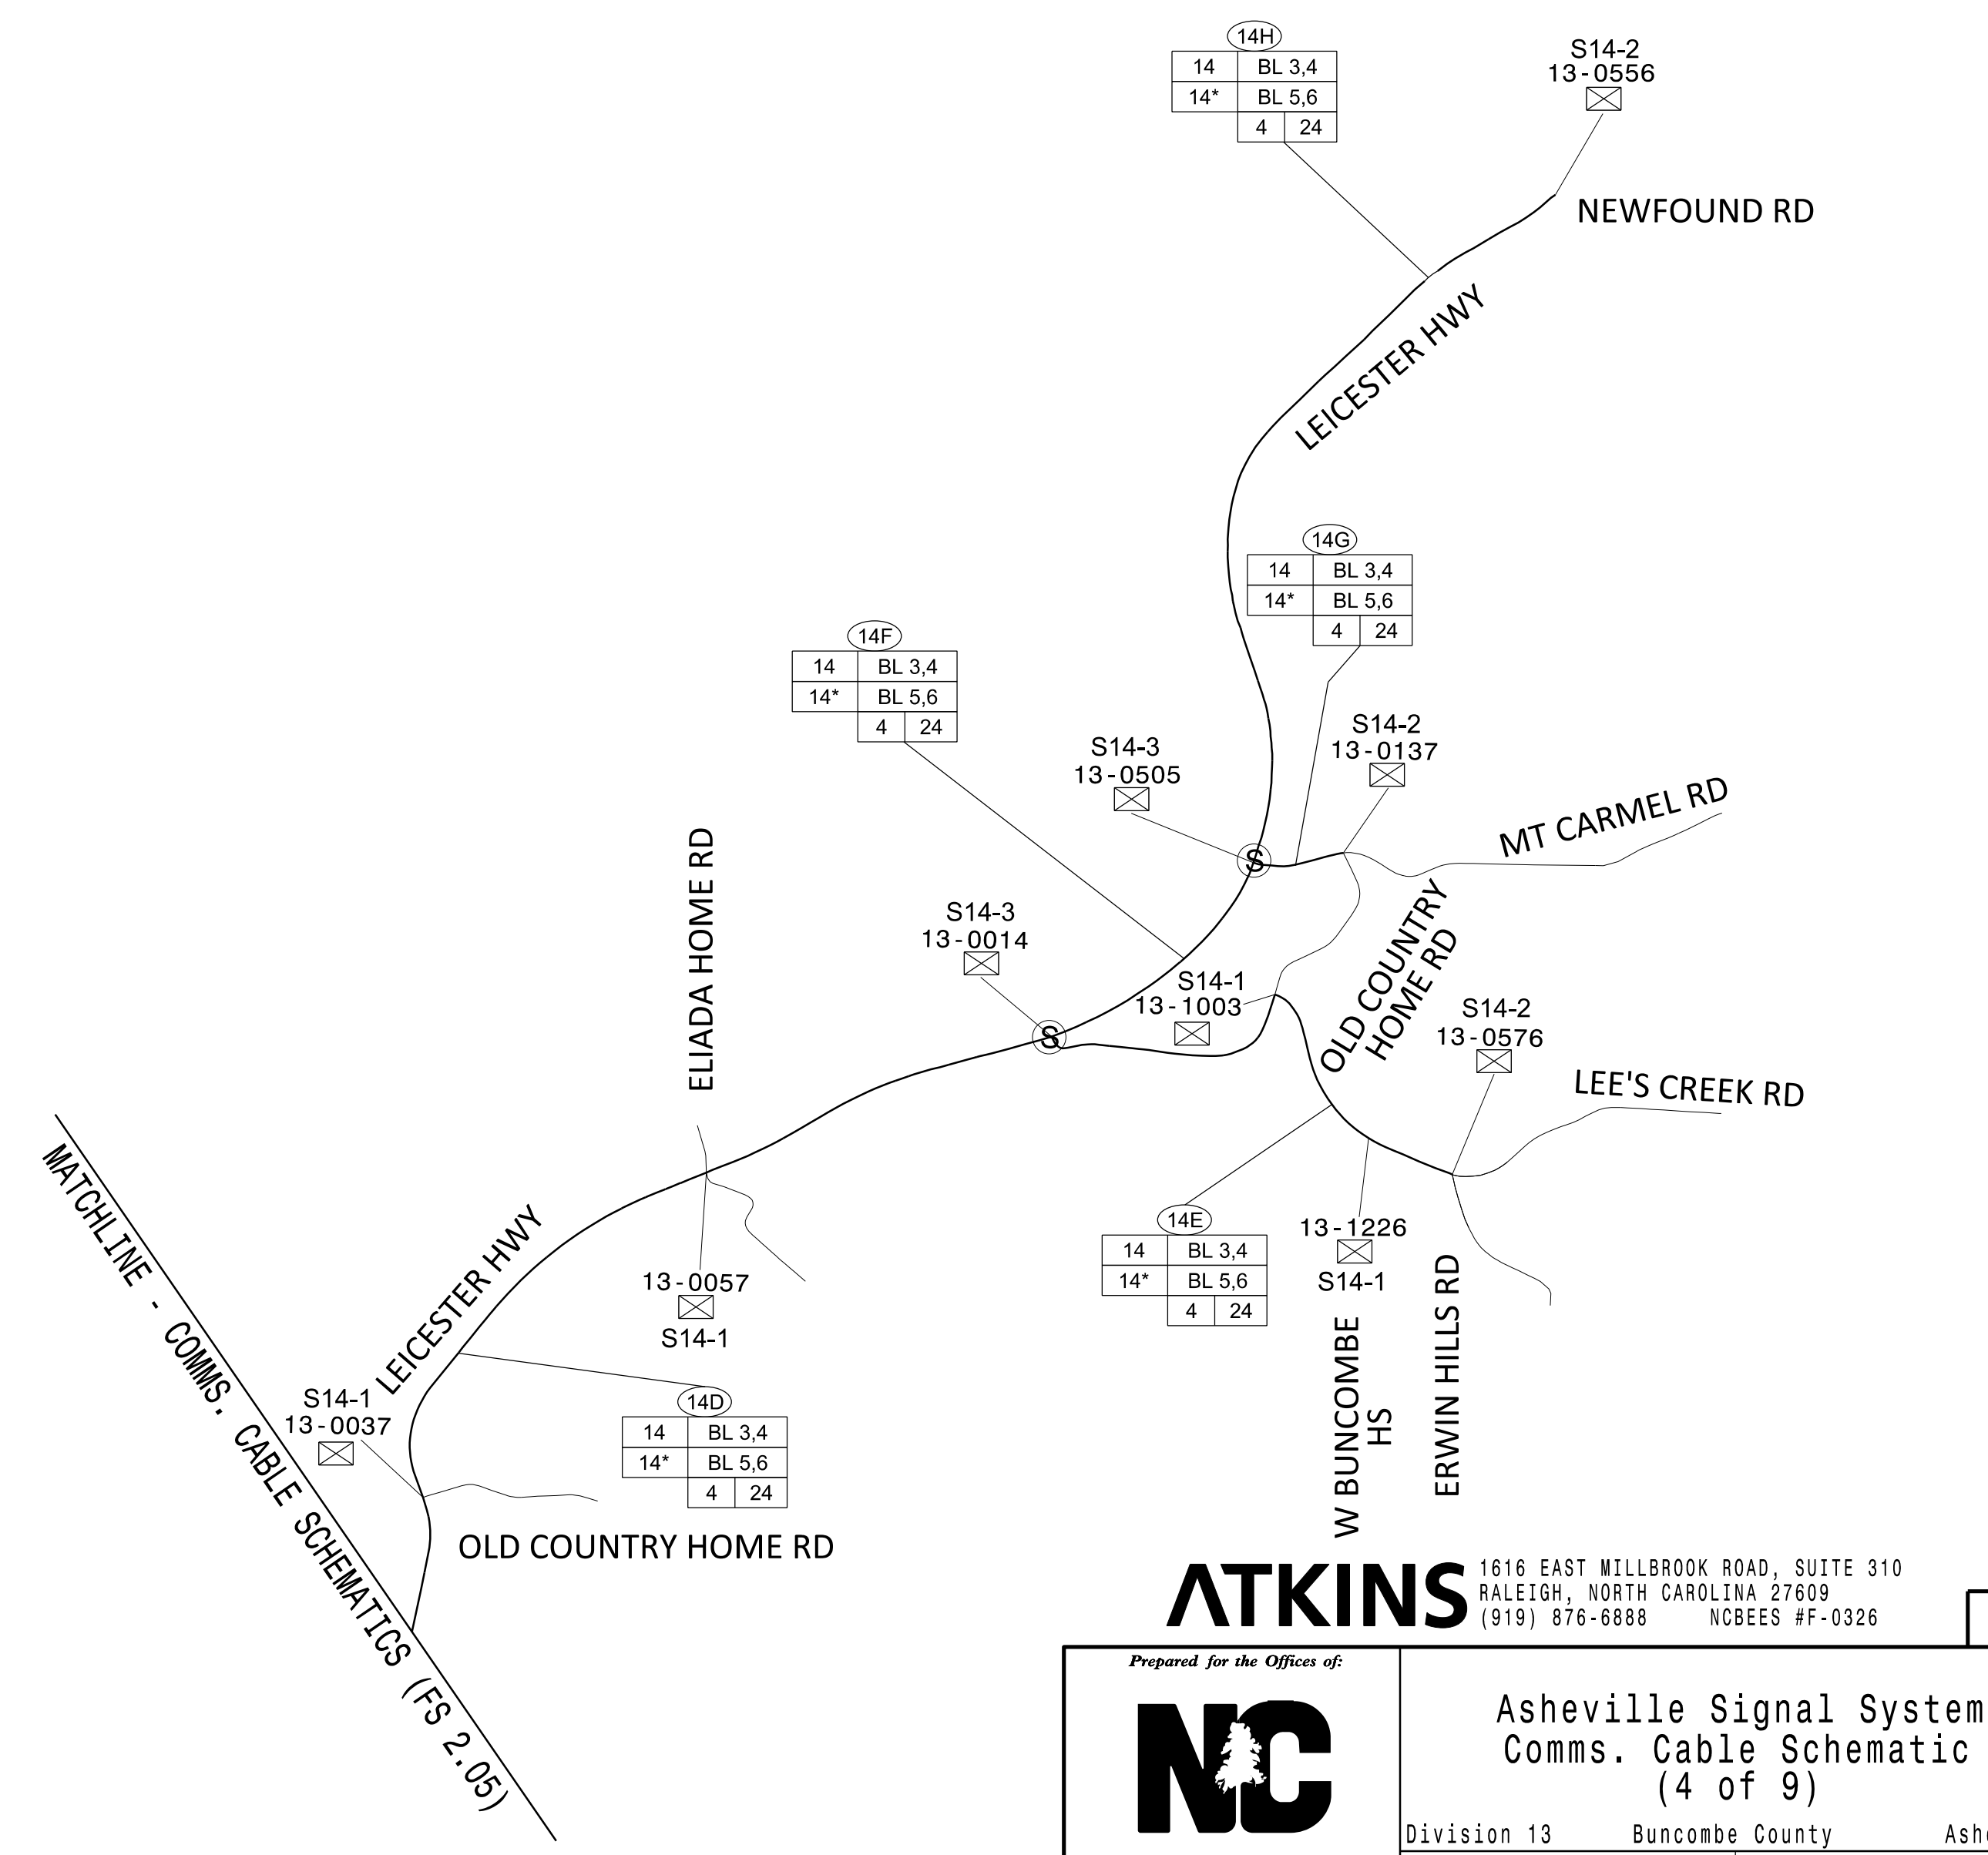 14H
14 BL 3,4
14* BL 5,6
4 24
S14-2
13-0556
NEWFOUND RD
LEICESTER HWY
14G
14 BL 3,4
14* BL 5,6
4 24
14F
14 BL 3,4
14* BL 5,6
4 24
S14-3
13-0505
S14-2
13-0137
MT CARMEL RD
S
ELIADA HOME RD
S14-3
13-0014
S
S14-1
13-1003
OLD COUNTRY
HOME RD
S14-2
13-0576
LEE'S CREEK RD
14E
14 BL 3,4
14* BL 5,6
4 24
13-1226
S14-1
W BUNCOMBE
HS
ERWIN HILLS RD
LEICESTER HWY
13-0057
S14-1
14D
14 BL 3,4
14* BL 5,6
4 24
S14-1
13-0037
OLD COUNTRY HOME RD
MATCHLINE - COMMS. CABLE SCHEMATICS (FS 2.05)
ATKINS
1616 EAST MILLBROOK ROAD, SUITE 310
RALEIGH, NORTH CAROLINA 27609
(919) 876-6888 NCBEES #F-0326
Prepared for the Offices of:
NC
Asheville Signal System
Comms. Cable Schematic
(4 of 9)
Division 13 Buncombe County